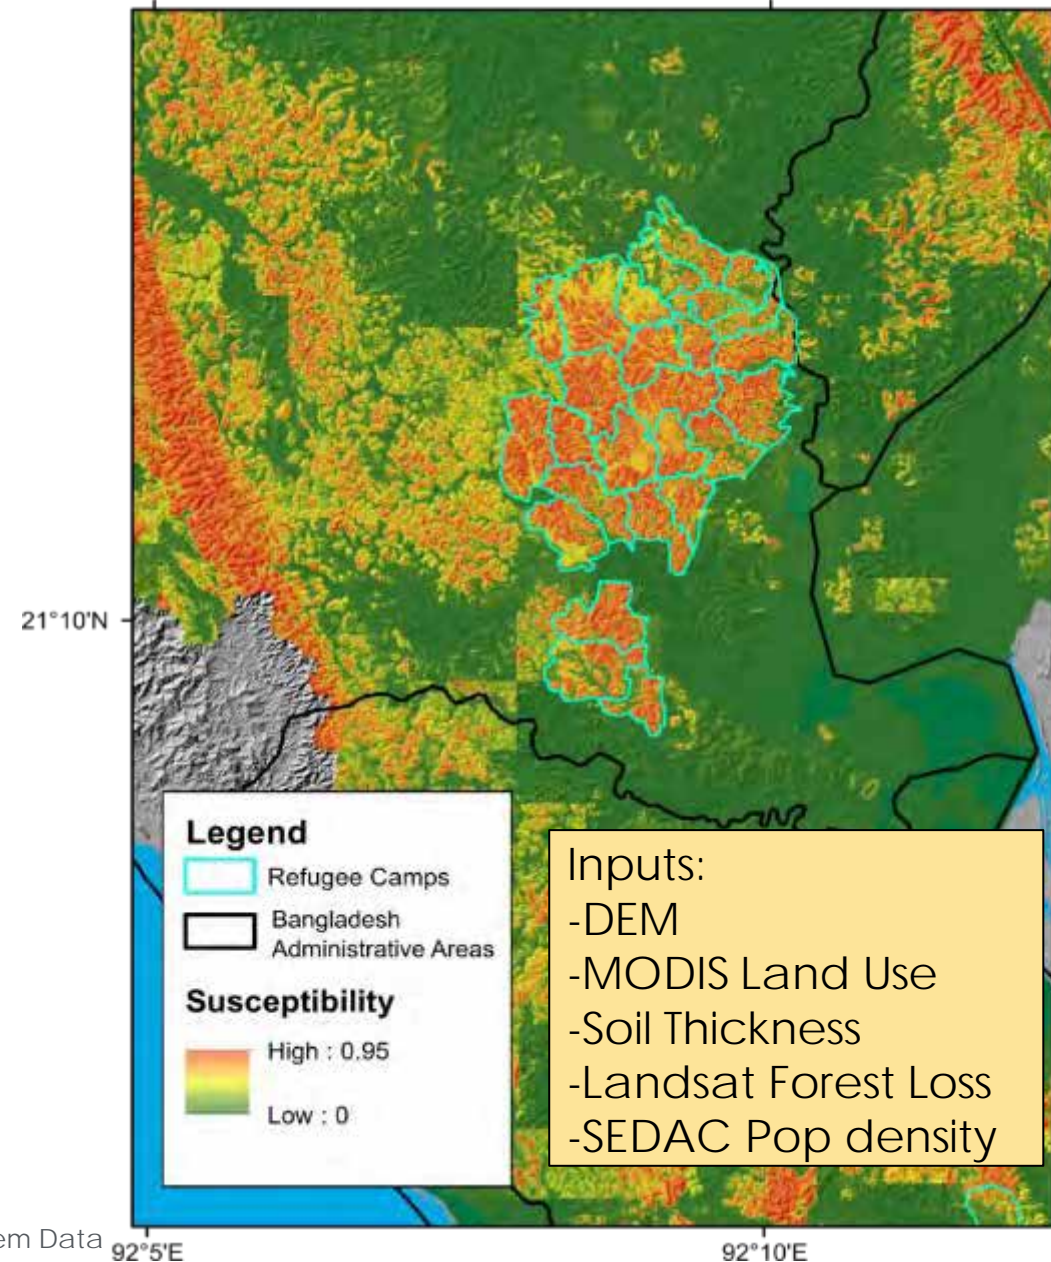 21°10'N
Legend
Refugee Camps
Bangladesh
Administrative Areas
Susceptibility
High : 0.95
Low : 0
Inputs:
-DEM
-MODIS Land Use
-Soil Thickness
-Landsat Forest Loss
-SEDAC Pop density
em Data
92°5'E
92°10'E